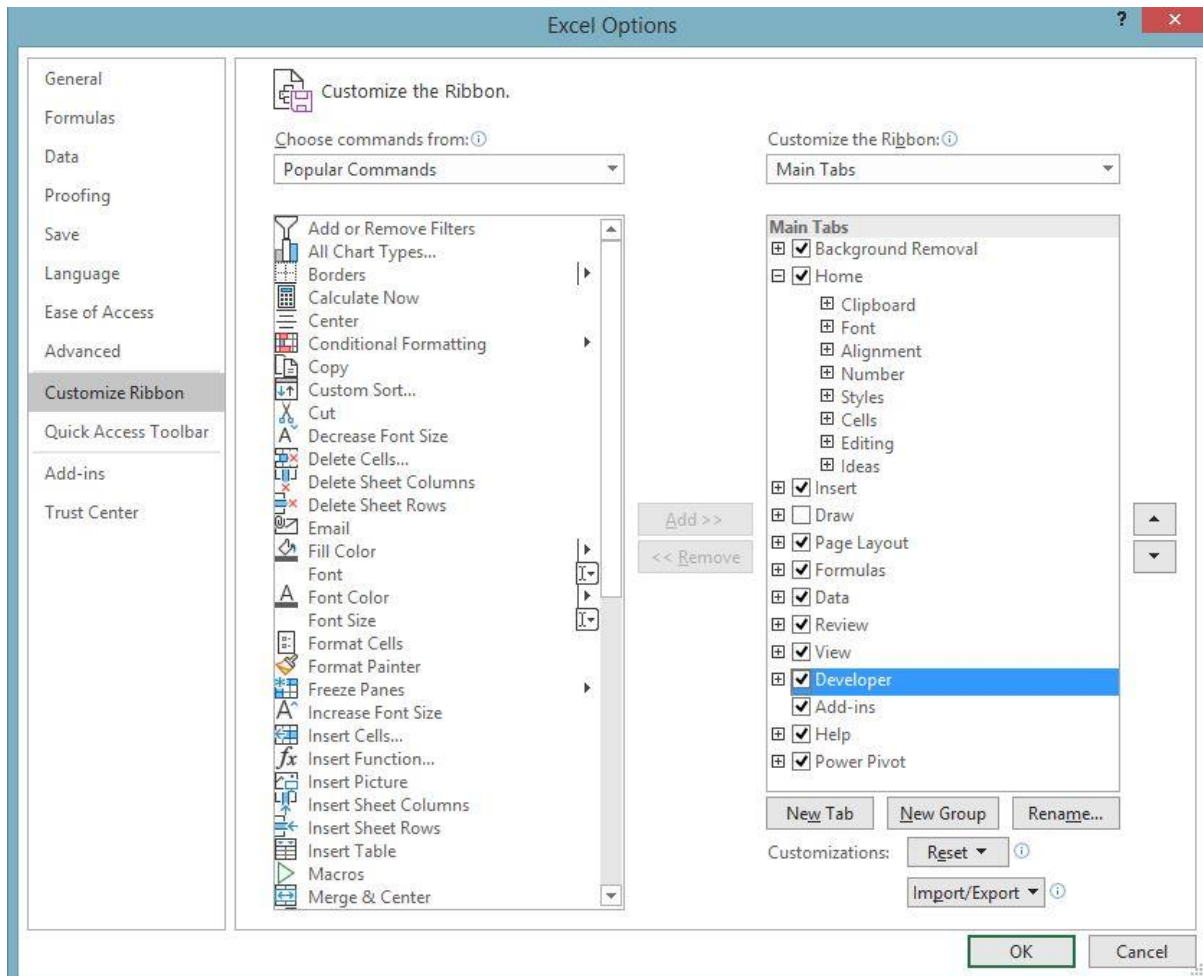 Excel Options
?
General
Formulas
Data
Proofing
Save
Language
Ease of Access
Advanced
Customize Ribbon
Quick Access Toolbar
Add-ins
Trust Center
Customize the Ribbon.
Choose commands from:
Popular Commands
Add or Remove Filters
All Chart Types...
Borders
Calculate Now
Center
Conditional Formatting
Copy
Custom Sort...
Cut
Decrease Font Size
Delete Cells...
Delete Sheet Columns
Delete Sheet Rows
Email
Fill Color
Font
Font Color
Font Size
Format Cells
Format Painter
Freeze Panes
Increase Font Size
Insert Cells...
Insert Function...
Insert Picture
Insert Sheet Columns
Insert Sheet Rows
Insert Table
Macros
Merge & Center
Add >>
<< Remove
Customize the Ribbon:
Main Tabs
Main Tabs
Background Removal
Home
Clipboard
Font
Alignment
Number
Styles
Cells
Editing
Ideas
Insert
Draw
Page Layout
Formulas
Data
Review
View
Developer
Add-ins
Help
Power Pivot
New Tab New Group Rename...
Customizations: Reset
Import/Export
OK Cancel